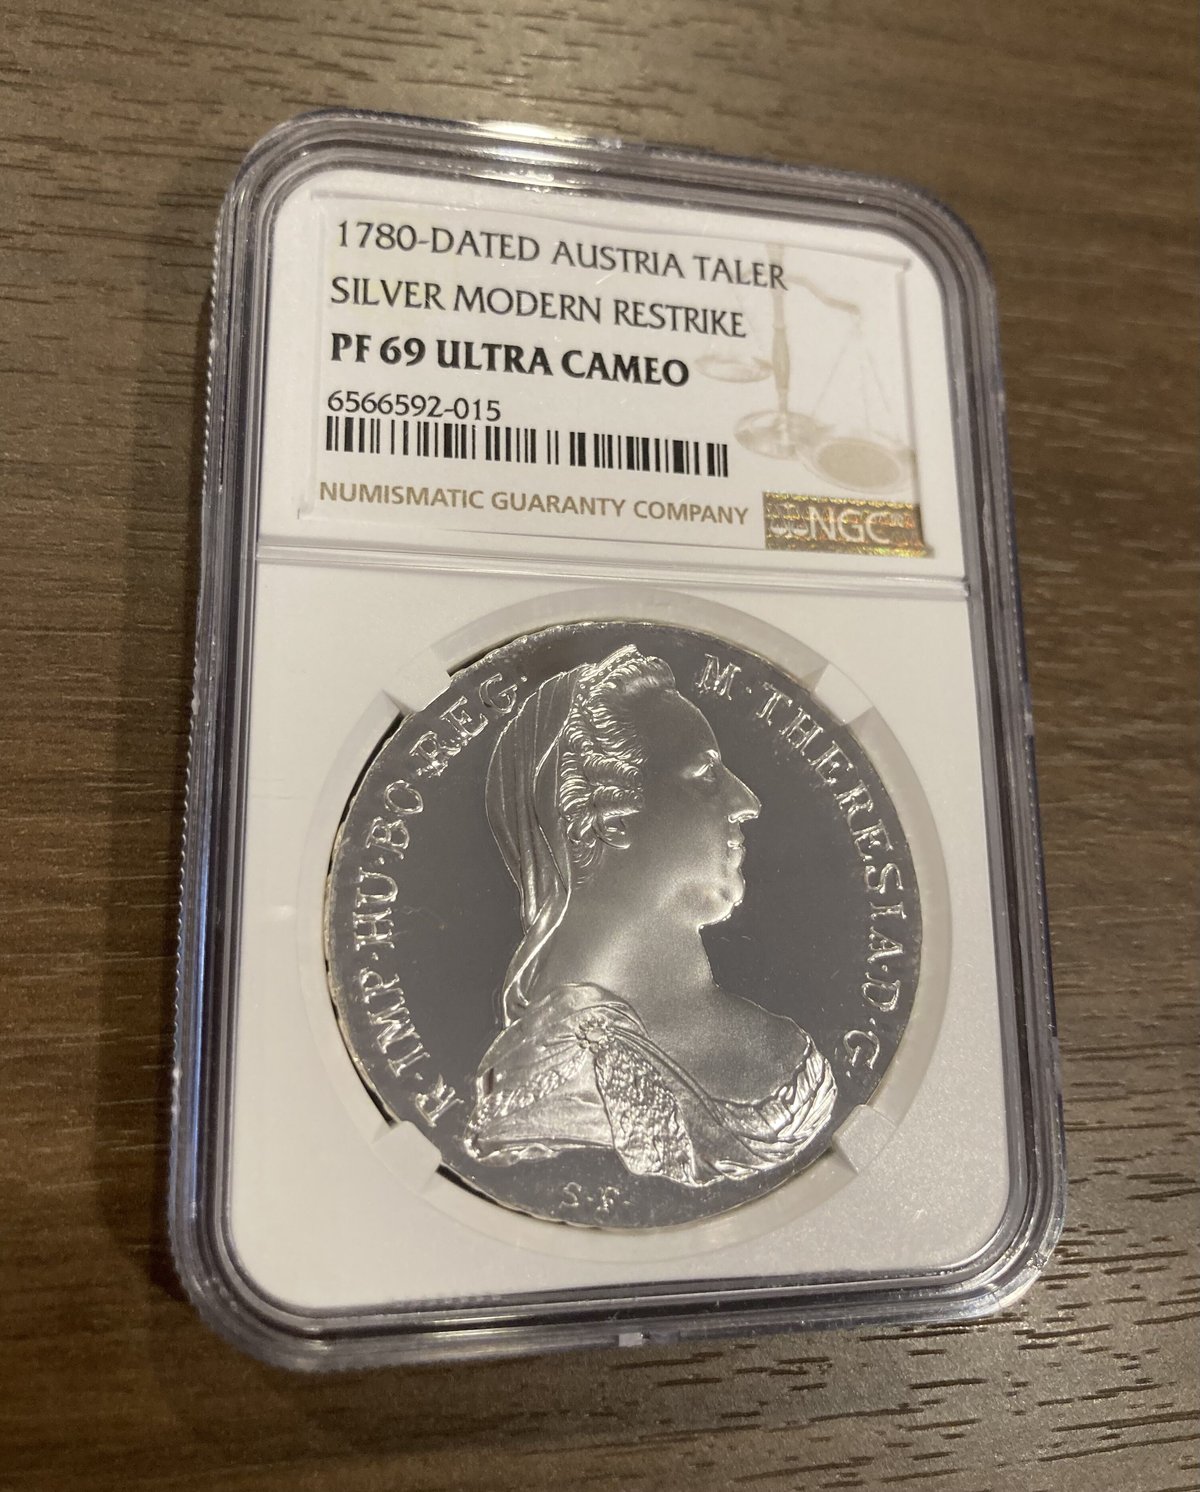 1780-DATED AUSTRIA TALER
SILVER MODERN RESTRIKE
PF 69 ULTRA CAMEO
6566592-015
NUMISMATIC GUARANTY COMPANY
NGC
R·IMP·HU·BO·REG·
M·THERESIA·D·G·
S·F